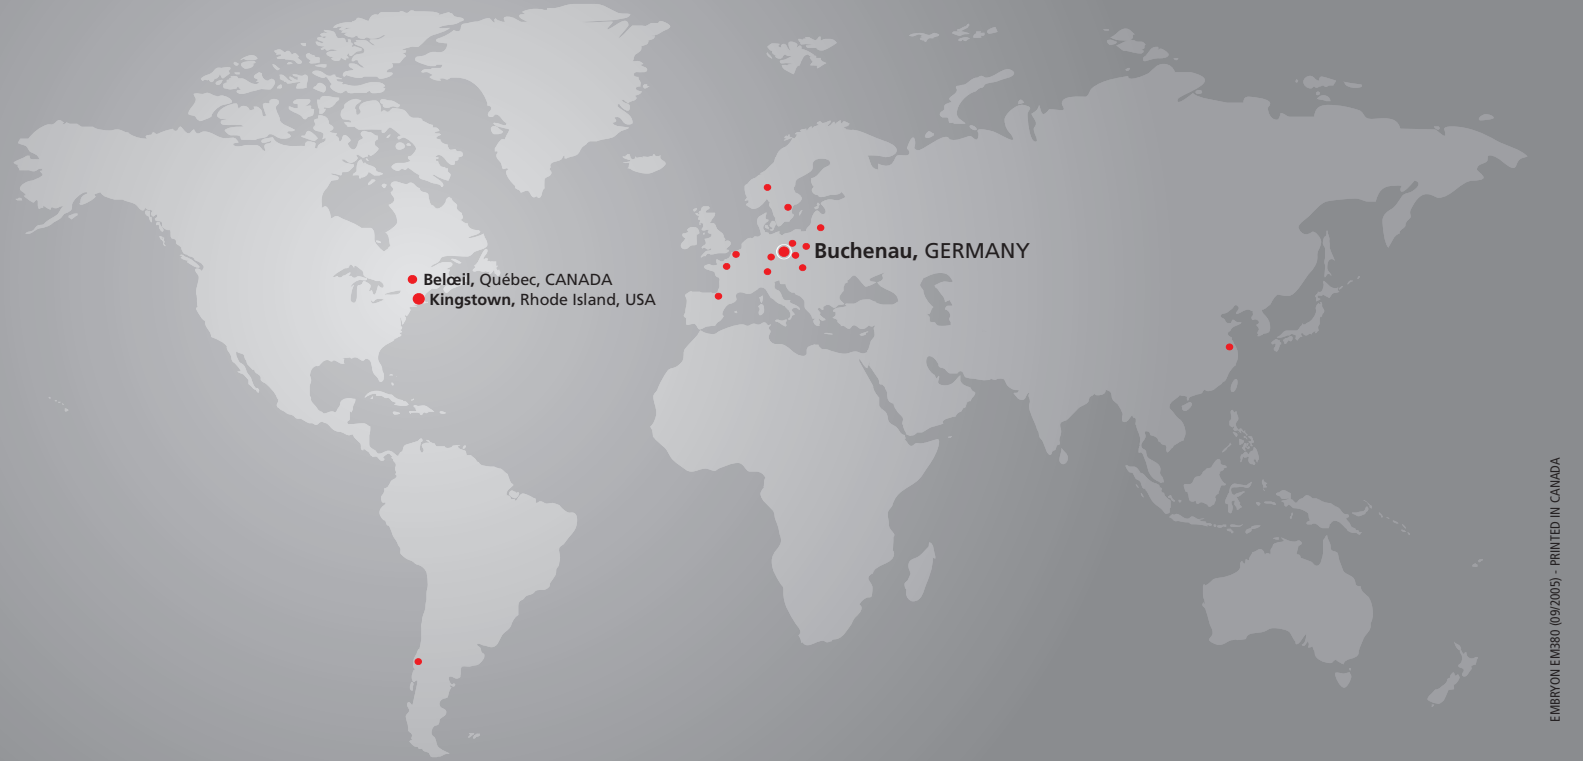 Buchenau, GERMANY
Belœil, Québec, CANADA
Kingstown, Rhode Island, USA
EMBRYON EM380 (09/2005) - PRINTED IN CANADA